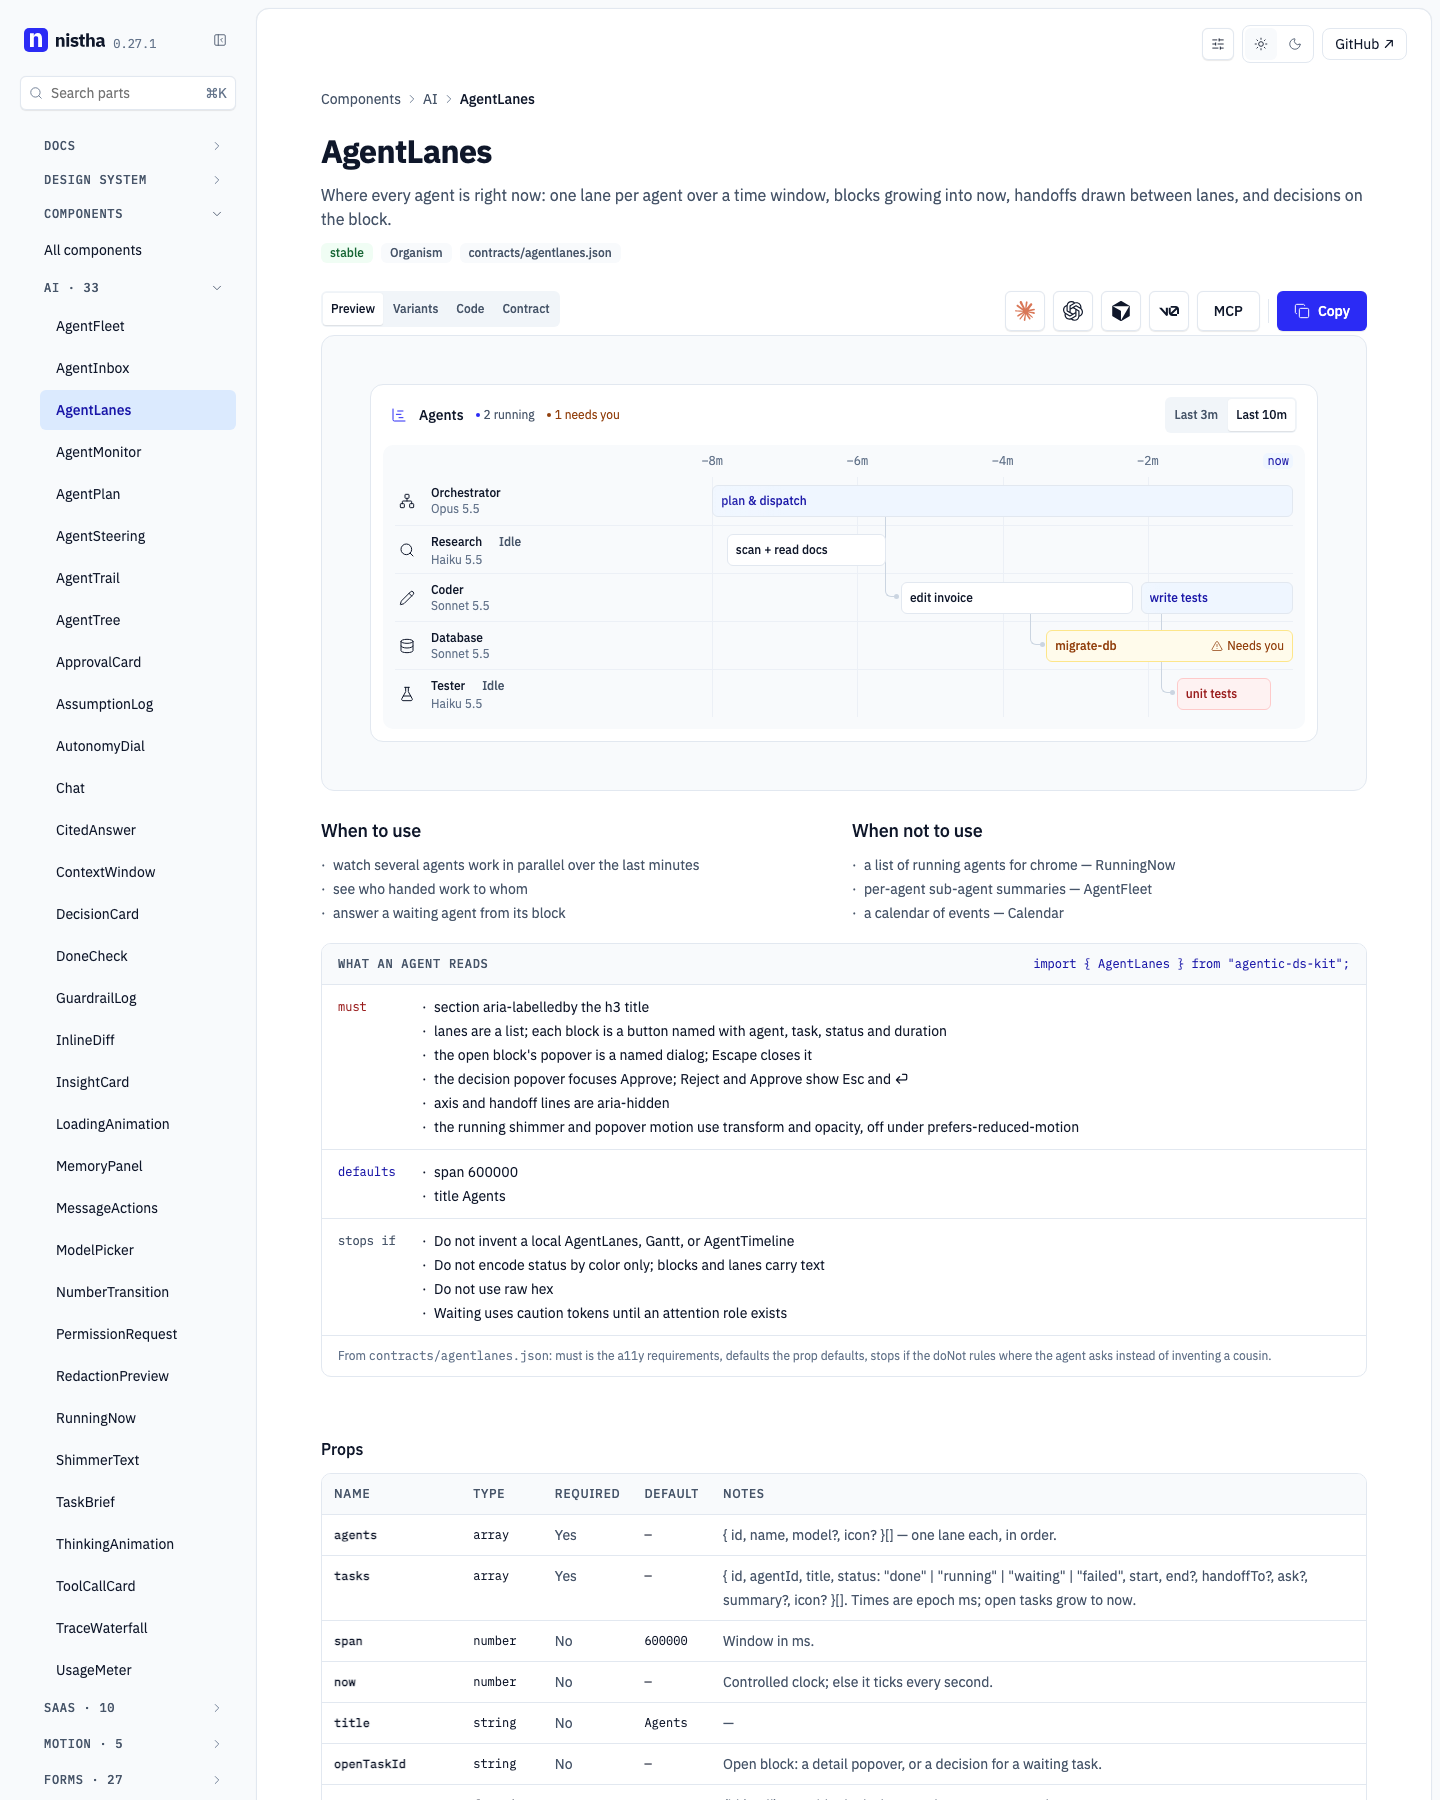 nistha 0.27.1
Search parts ⌘K
DOCS
DESIGN SYSTEM
COMPONENTS
All components
AI · 33
AgentFleet
AgentInbox
AgentLanes
AgentMonitor
AgentPlan
AgentSteering
AgentTrail
AgentTree
ApprovalCard
AssumptionLog
AutonomyDial
Chat
CitedAnswer
ContextWindow
DecisionCard
DoneCheck
GuardrailLog
InlineDiff
InsightCard
LoadingAnimation
MemoryPanel
MessageActions
ModelPicker
NumberTransition
PermissionRequest
RedactionPreview
RunningNow
ShimmerText
TaskBrief
ThinkingAnimation
ToolCallCard
TraceWaterfall
UsageMeter
SAAS · 10
MOTION · 5
FORMS · 27
GitHub ↗
Components > AI > AgentLanes
AgentLanes
Where every agent is right now: one lane per agent over a time window, blocks growing into now, handoffs drawn between lanes, and decisions on
the block.
stable Organism contracts/agentlanes.json
Preview Variants Code Contract
v0 MCP Copy
Agents • 2 running • 1 needs you Last 3m Last 10m
−8m −6m −4m −2m now
Orchestrator
Opus 5.5
plan & dispatch
Research Idle
Haiku 5.5
scan + read docs
Coder
Sonnet 5.5
edit invoice write tests
Database
Sonnet 5.5
migrate-db Needs you
Tester Idle
Haiku 5.5
unit tests
When to use
· watch several agents work in parallel over the last minutes
· see who handed work to whom
· answer a waiting agent from its block
When not to use
· a list of running agents for chrome — RunningNow
· per-agent sub-agent summaries — AgentFleet
· a calendar of events — Calendar
WHAT AN AGENT READS import { AgentLanes } from "agentic-ds-kit";
must · section aria-labelledby the h3 title
· lanes are a list; each block is a button named with agent, task, status and duration
· the open block's popover is a named dialog; Escape closes it
· the decision popover focuses Approve; Reject and Approve show Esc and ⏎
· axis and handoff lines are aria-hidden
· the running shimmer and popover motion use transform and opacity, off under prefers-reduced-motion
defaults · span 600000
· title Agents
stops if · Do not invent a local AgentLanes, Gantt, or AgentTimeline
· Do not encode status by color only; blocks and lanes carry text
· Do not use raw hex
· Waiting uses caution tokens until an attention role exists
From contracts/agentlanes.json: must is the a11y requirements, defaults the prop defaults, stops if the doNot rules where the agent asks instead of inventing a cousin.
Props
NAME TYPE REQUIRED DEFAULT NOTES
agents array Yes — { id, name, model?, icon? }[] — one lane each, in order.
tasks array Yes — { id, agentId, title, status: "done" | "running" | "waiting" | "failed", start, end?, handoffTo?, ask?,
summary?, icon? }[]. Times are epoch ms; open tasks grow to now.
span number No 600000 Window in ms.
now number No — Controlled clock; else it ticks every second.
title string No Agents —
openTaskId string No — Open block: a detail popover, or a decision for a waiting task.